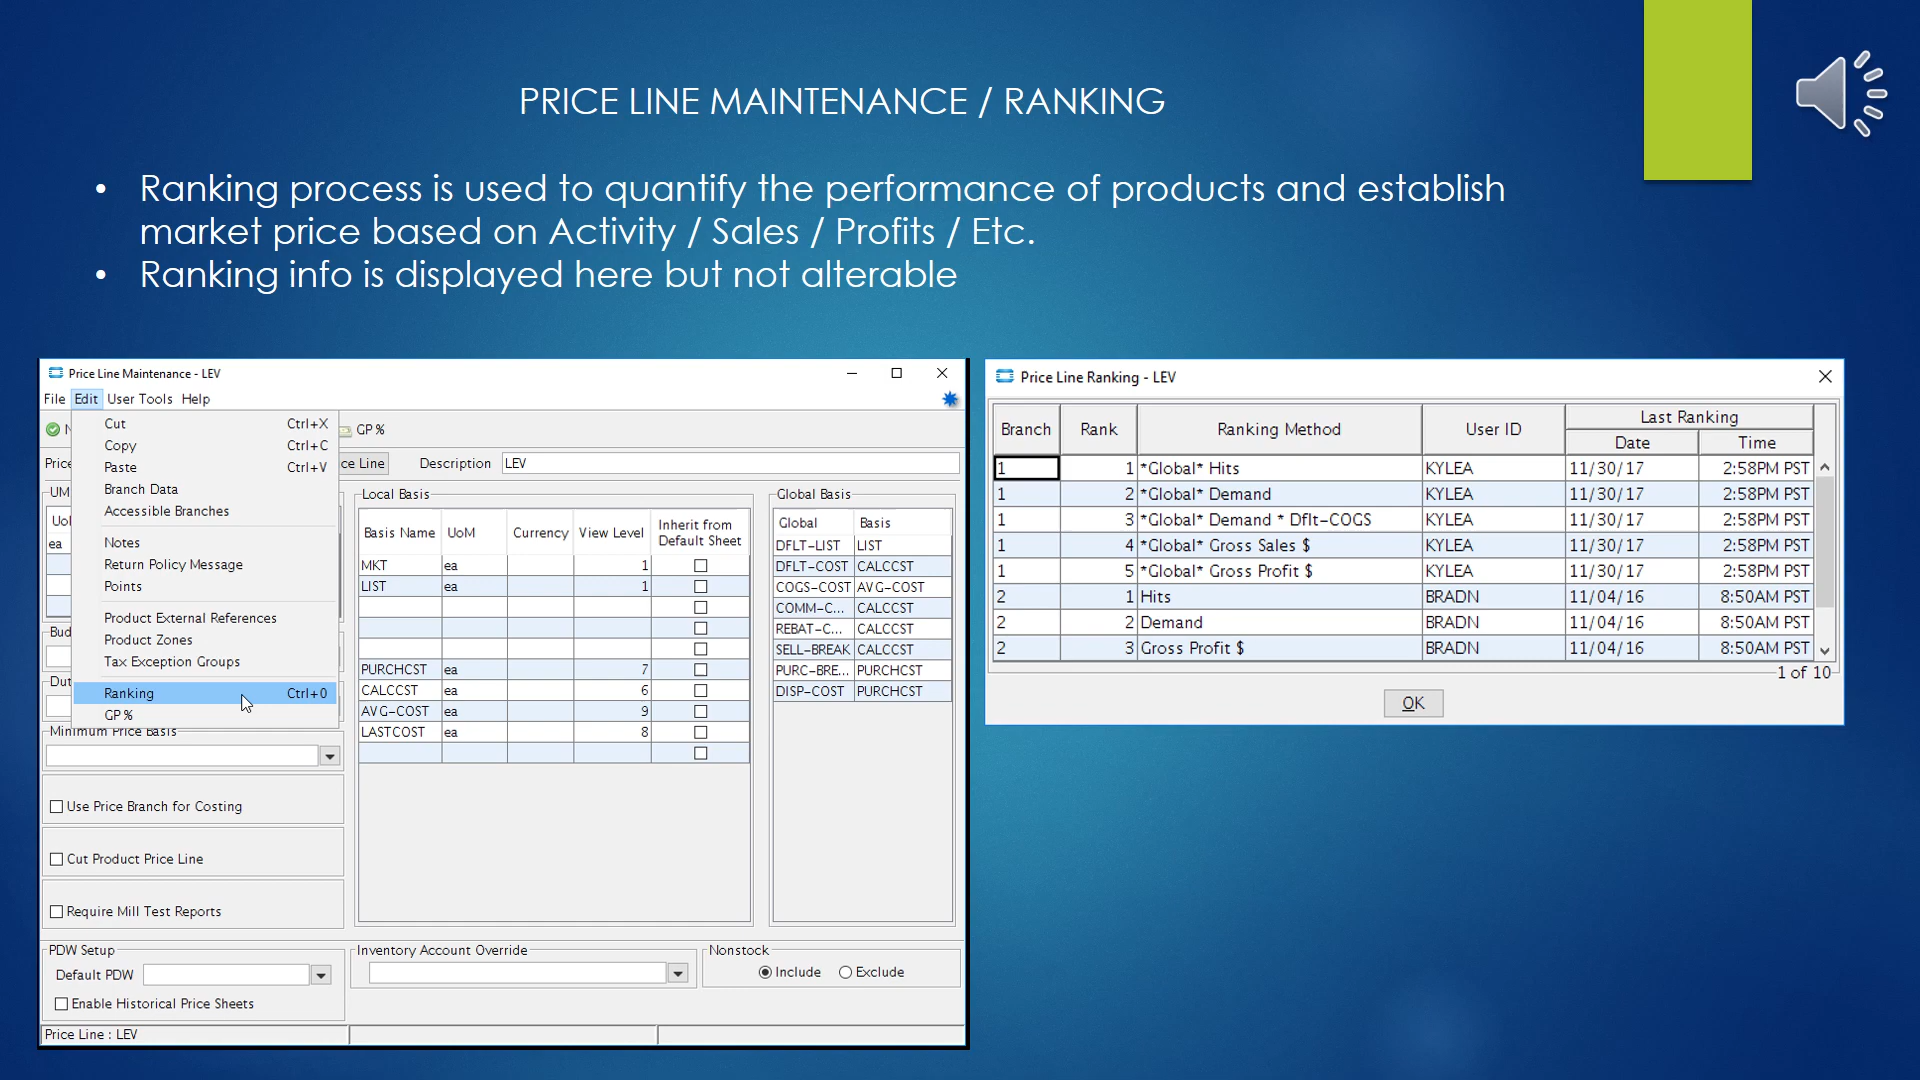 PRICE LINE MAINTENANCE / RANKING
• Ranking process is used to quantify the performance of products and establish
market price based on Activity / Sales / Profits / Etc.
• Ranking info is displayed here but not alterable
Price Line Maintenance - LEV
File Edit User Tools Help
Cut Ctrl+X
Copy Ctrl+C
Paste Ctrl+V
Branch Data
Accessible Branches
Notes
Return Policy Message
Points
Product External References
Product Zones
Tax Exception Groups
Ranking Ctrl+0
GP%
GP%
Price
ce Line
Description LEV
UM
ea
Bud
Dut
Minimum Price Basis
Use Price Branch for Costing
Cut Product Price Line
Require Mill Test Reports
Local Basis
Basis Name UoM Currency View Level Inherit from
Default Sheet
MKT ea 1
LIST ea 1
PURCHCST ea 7
CALCCST ea 6
AVG-COST ea 9
LASTCOST ea 8
Global Basis
Global Basis
DFLT-LIST LIST
DFLT-COST CALCCST
COGS-COST AVG-COST
COMM-C... CALCCST
REBAT-C... CALCCST
SELL-BREAK CALCCST
PURC-BRE... PURCHCST
DISP-COST PURCHCST
PDW Setup
Default PDW
Enable Historical Price Sheets
Inventory Account Override
Nonstock
Include Exclude
Price Line : LEV
Price Line Ranking - LEV
Branch Rank Ranking Method User ID Last Ranking
Date Time
1 1 *Global* Hits KYLEA 11/30/17 2:58PM PST
1 2 *Global* Demand KYLEA 11/30/17 2:58PM PST
1 3 *Global* Demand * Dflt-COGS KYLEA 11/30/17 2:58PM PST
1 4 *Global* Gross Sales $ KYLEA 11/30/17 2:58PM PST
1 5 *Global* Gross Profit $ KYLEA 11/30/17 2:58PM PST
2 1 Hits BRADN 11/04/16 8:50AM PST
2 2 Demand BRADN 11/04/16 8:50AM PST
2 3 Gross Profit $ BRADN 11/04/16 8:50AM PST
1 of 10
OK